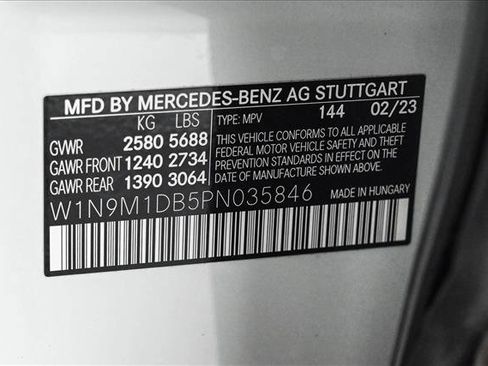 MFD BY MERCEDES-BENZ AG STUTTGART
KG LBS TYPE: MPV 144 02/23
GVWR 2580 5688
GAWR FRONT 1240 2734
GAWR REAR 1390 3064
THIS VEHICLE CONFORMS TO ALL APPLICABLE
FEDERAL MOTOR VEHICLE SAFETY AND THEFT
PREVENTION STANDARDS IN EFFECT ON THE
DATE OF MANUFACTURE SHOWN ABOVE.
W1N9M1DB5PN035846 MADE IN HUNGARY